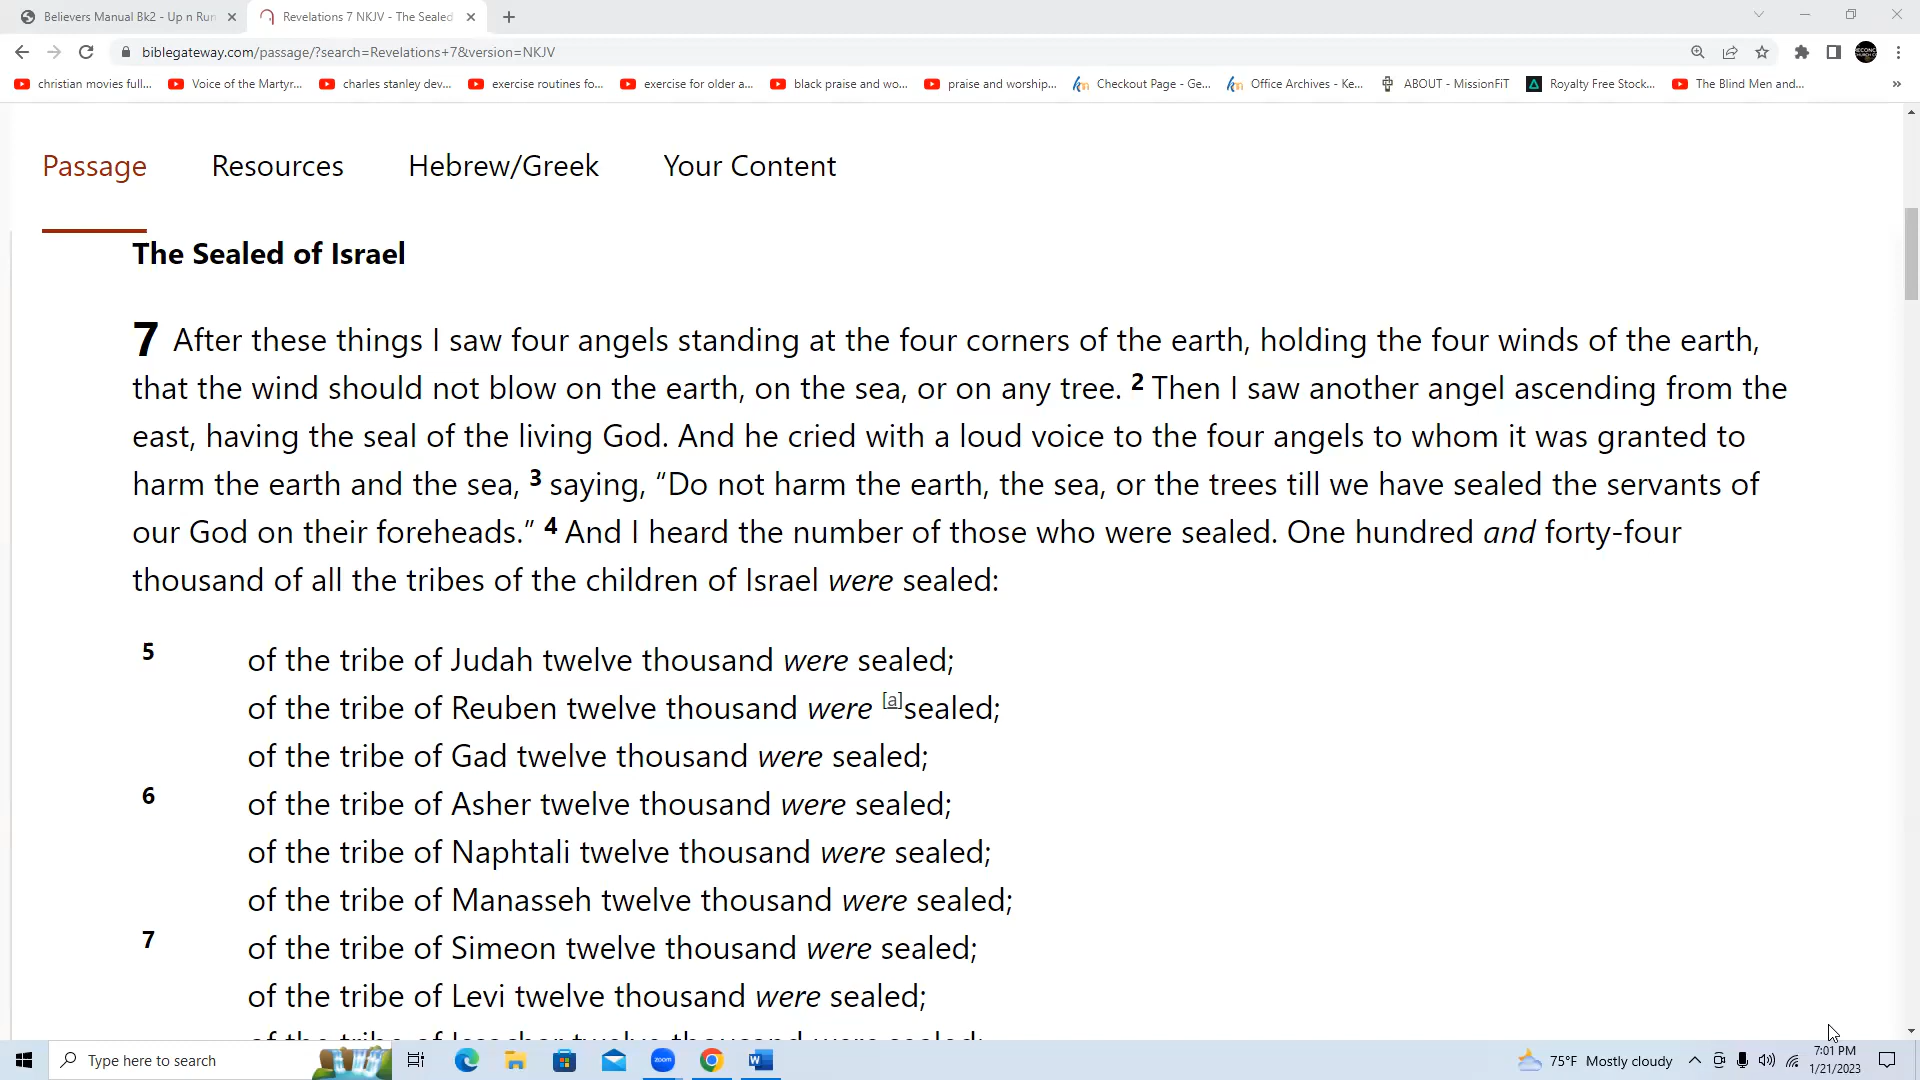 Believers Manual Bk2 - Up n Run
Revelations 7 NKJV - The Sealed
biblegateway.com/passage/?search=Revelations+7&version=NKJV
christian movies full... Voice of the Martyr... charles stanley dev... exercise routines fo... exercise for older a... black praise and wo... praise and worship... Checkout Page - Ge... Office Archives - Ke... ABOUT - MissionFiT Royalty Free Stock... The Blind Men and... »
Passage Resources Hebrew/Greek Your Content
The Sealed of Israel
7 After these things I saw four angels standing at the four corners of the earth, holding the four winds of the earth,
that the wind should not blow on the earth, on the sea, or on any tree. 2 Then I saw another angel ascending from the
east, having the seal of the living God. And he cried with a loud voice to the four angels to whom it was granted to
harm the earth and the sea, 3 saying, “Do not harm the earth, the sea, or the trees till we have sealed the servants of
our God on their foreheads.” 4 And I heard the number of those who were sealed. One hundred and forty-four
thousand of all the tribes of the children of Israel were sealed:
5 of the tribe of Judah twelve thousand were sealed;
of the tribe of Reuben twelve thousand were [a]sealed;
of the tribe of Gad twelve thousand were sealed;
6 of the tribe of Asher twelve thousand were sealed;
of the tribe of Naphtali twelve thousand were sealed;
of the tribe of Manasseh twelve thousand were sealed;
7 of the tribe of Simeon twelve thousand were sealed;
of the tribe of Levi twelve thousand were sealed;
of the tribe of Issachar twelve thousand were sealed;
Type here to search
zoom
W
75°F Mostly cloudy
7:01 PM
1/21/2023